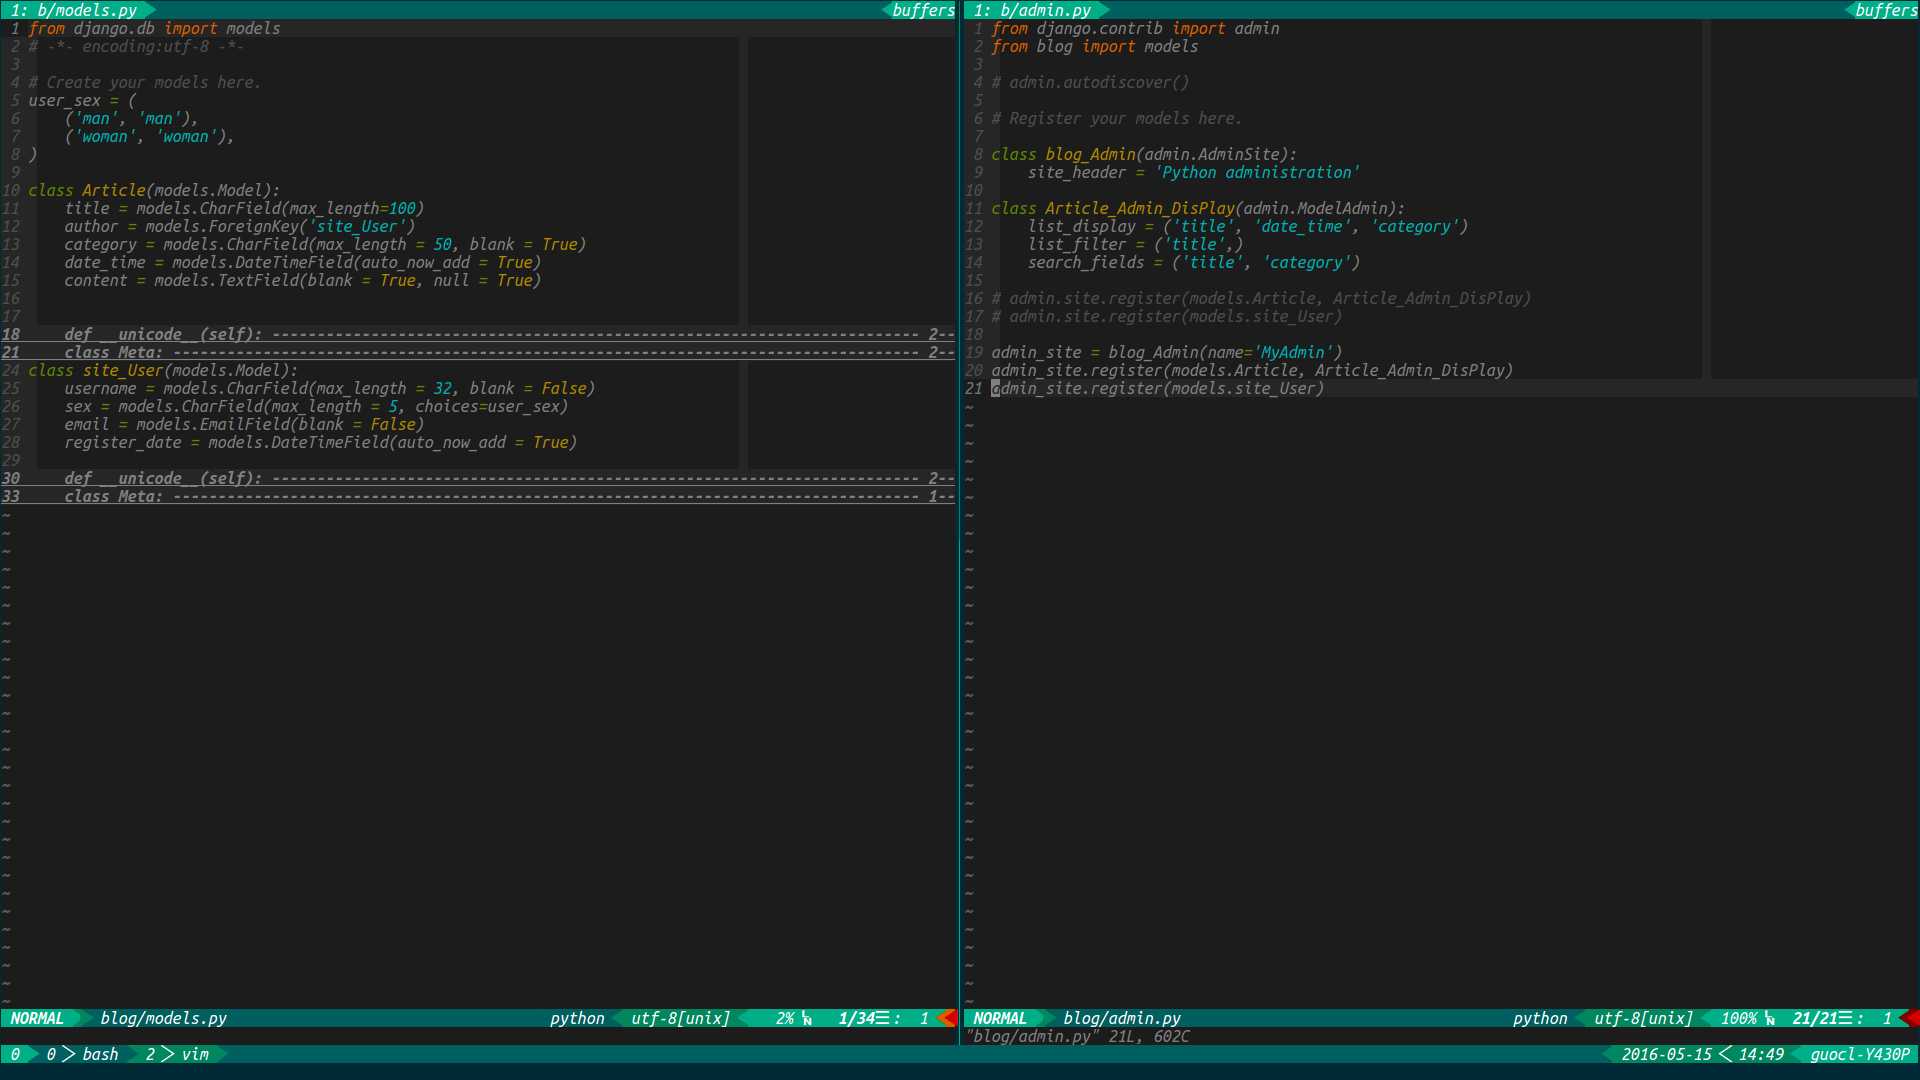 1: b/models.py buffers
1 from django.db import models
2 # -*- encoding:utf-8 -*-
3
4 # Create your models here.
5 user_sex = (
6     ('man', 'man'),
7     ('woman', 'woman'),
8 )
9
10 class Article(models.Model):
11     title = models.CharField(max_length=100)
12     author = models.ForeignKey('site_User')
13     category = models.CharField(max_length = 50, blank = True)
14     date_time = models.DateTimeField(auto_now_add = True)
15     content = models.TextField(blank = True, null = True)
16
17
18     def __unicode__(self): ------------------------------------------------------------------------ 2--
21     class Meta: ----------------------------------------------------------------------------------- 2--
24 class site_User(models.Model):
25     username = models.CharField(max_length = 32, blank = False)
26     sex = models.CharField(max_length = 5, choices=user_sex)
27     email = models.EmailField(blank = False)
28     register_date = models.DateTimeField(auto_now_add = True)
29
30     def __unicode__(self): ------------------------------------------------------------------------ 2--
33     class Meta: ----------------------------------------------------------------------------------- 1--
NORMAL blog/models.py python utf-8[unix] 2% LN 1/34☰ : 1
1: b/admin.py buffers
1 from django.contrib import admin
2 from blog import models
3
4 # admin.autodiscover()
5
6 # Register your models here.
7
8 class blog_Admin(admin.AdminSite):
9     site_header = 'Python administration'
10
11 class Article_Admin_DisPlay(admin.ModelAdmin):
12     list_display = ('title', 'date_time', 'category')
13     list_filter = ('title',)
14     search_fields = ('title', 'category')
15
16 # admin.site.register(models.Article, Article_Admin_DisPlay)
17 # admin.site.register(models.site_User)
18
19 admin_site = blog_Admin(name='MyAdmin')
20 admin_site.register(models.Article, Article_Admin_DisPlay)
21 admin_site.register(models.site_User)
NORMAL blog/admin.py python utf-8[unix] 100% LN 21/21☰ : 1
"blog/admin.py" 21L, 602C
0 0 > bash 2 > vim 2016-05-15 < 14:49 guocl-Y430P